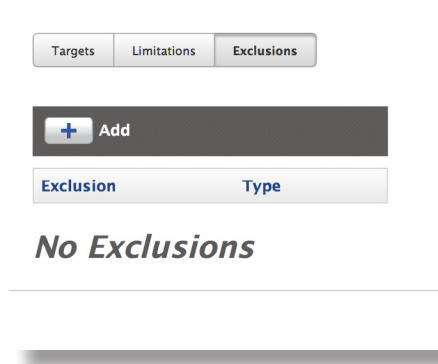 Targets Limitations Exclusions
Add
Exclusion Type
No Exclusions